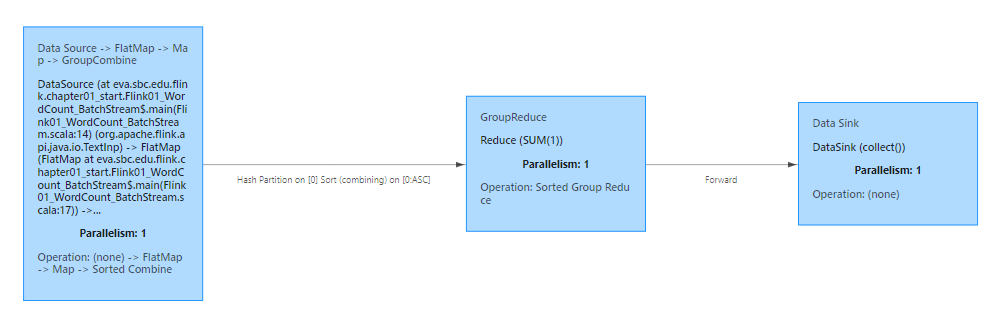 Data Source -> FlatMap -> Ma
p -> GroupCombine
DataSource (at eva.sbc.edu.flin
k.chapter01_start.Flink01_Wor
dCount_BatchStream$.main(Fli
nk01_WordCount_BatchStrea
m.scala:14) (org.apache.flink.a
pi.java.io.TextInp) -> FlatMap
(FlatMap at eva.sbc.edu.flink.c
hapter01_start.Flink01_WordC
ount_BatchStream$.main(Flink
01_WordCount_BatchStream.s
cala:17)) ->...
Parallelism: 1
Operation: (none) -> FlatMap
-> Map -> Sorted Combine
Hash Partition on [0] Sort (combining) on [0:ASC]
GroupReduce
Reduce (SUM(1))
Parallelism: 1
Operation: Sorted Group Redu
ce
Forward
Data Sink
DataSink (collect())
Parallelism: 1
Operation: (none)